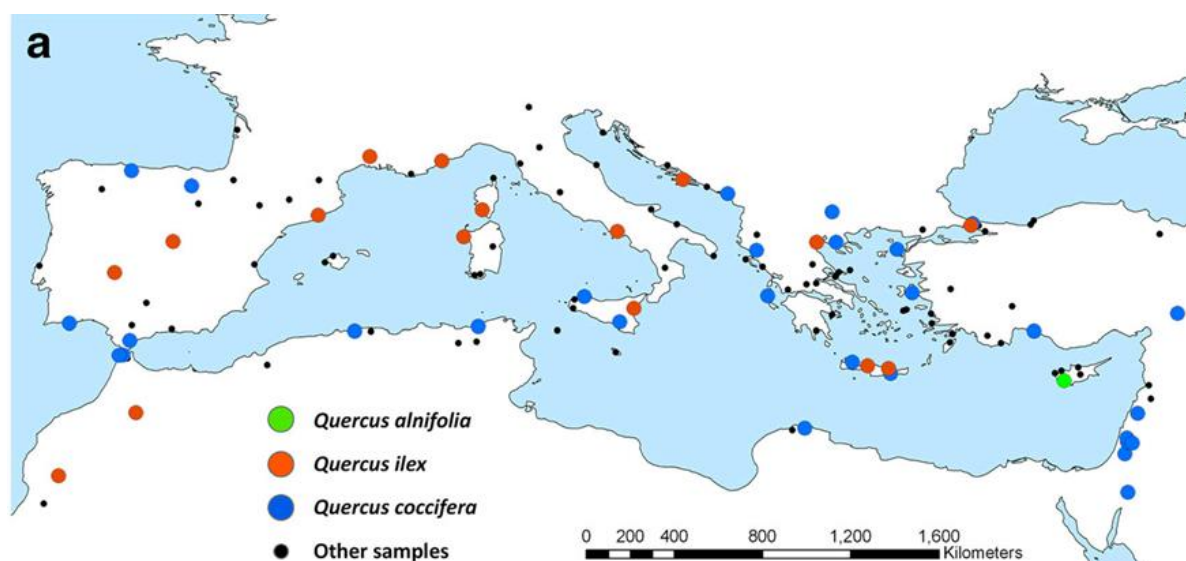 a
Quercus alnifolia
Quercus ilex
Quercus coccifera
Other samples
0 200 400 800 1,200 1,600
Kilometers